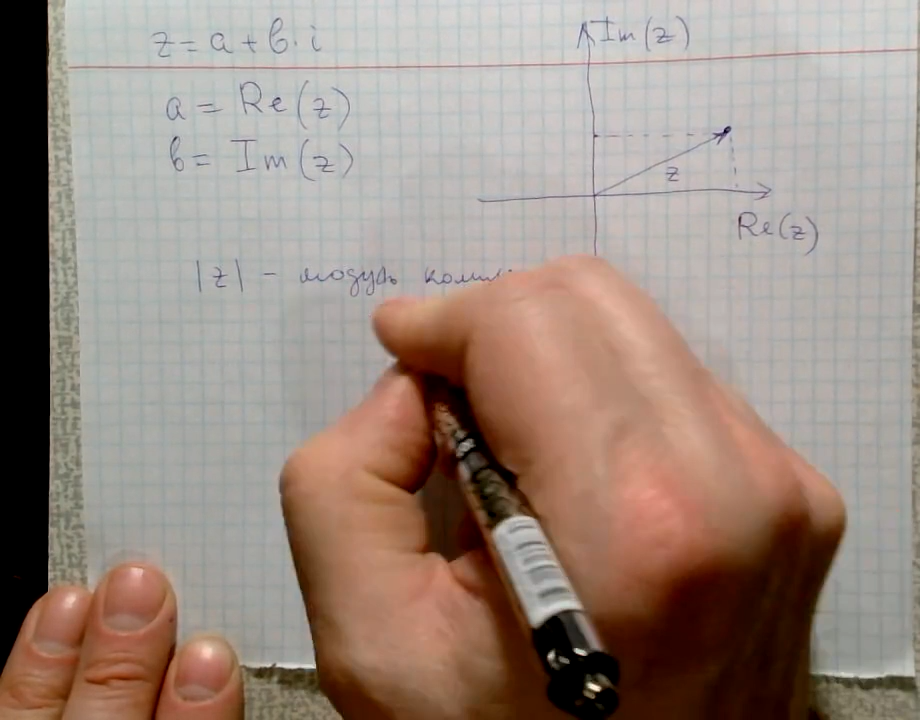 z = a + b · i
a = Re(z)
b = Im(z)
Im(z)
z
Re(z)
|z| - модуль